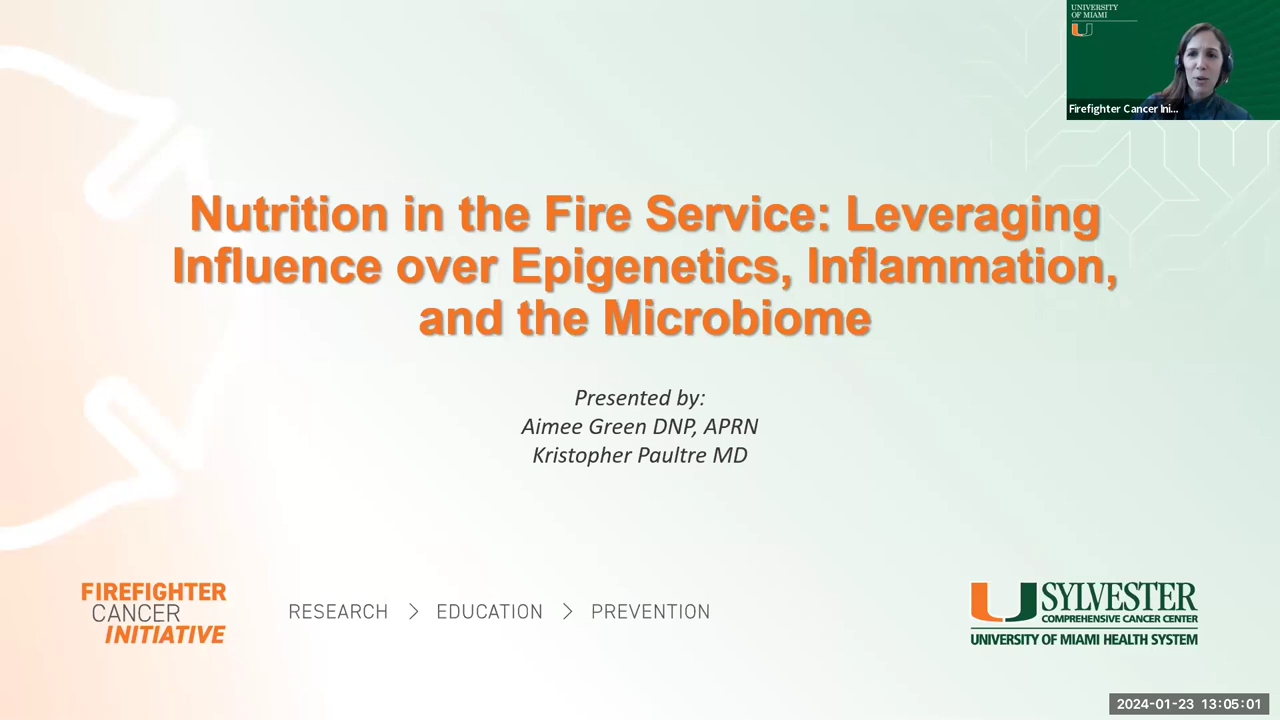 UNIVERSITY
OF MIAMI
Firefighter Cancer Ini...
Nutrition in the Fire Service: Leveraging
Influence over Epigenetics, Inflammation,
and the Microbiome
Presented by:
Aimee Green DNP, APRN
Kristopher Paultre MD
FIREFIGHTER
CANCER
INITIATIVE
RESEARCH > EDUCATION > PREVENTION
SYLVESTER
COMPREHENSIVE CANCER CENTER
UNIVERSITY OF MIAMI HEALTH SYSTEM
2024-01-23 13:05:01